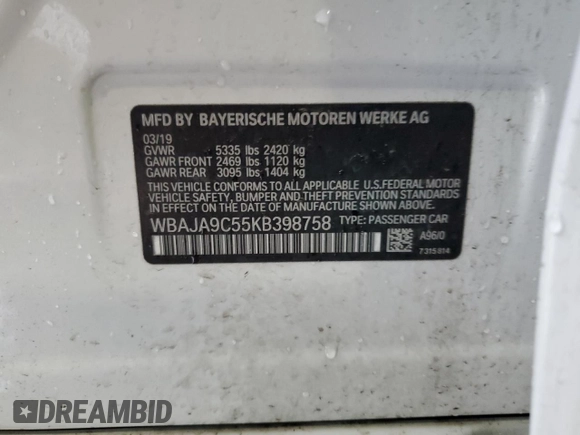 MFD BY BAYERISCHE MOTOREN WERKE AG
03/19
GVWR 5335 lbs 2420 kg
GAWR FRONT 2469 lbs 1120 kg
GAWR REAR 3095 lbs 1404 kg
THIS VEHICLE CONFORMS TO ALL APPLICABLE U.S.FEDERAL MOTOR
VEHICLE SAFETY, BUMPER AND THEFT PREVENTION STANDARDS
IN EFFECT ON THE DATE OF MANUFACTURE SHOWN ABOVE.
WBAJA9C55KB398758 TYPE: PASSENGER CAR
A96/0
7315814
DREAMBID